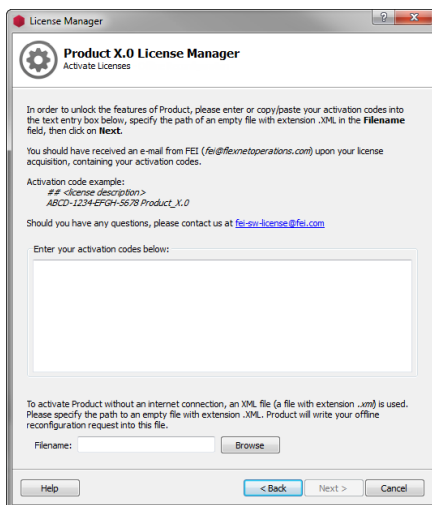 License Manager
Product X.0 License Manager
Activate Licenses
In order to unlock the features of Product, please enter or copy/paste your activation codes into
the text entry box below, specify the path of an empty file with extension .XML in the Filename
field, then click on Next.
You should have received an e-mail from FEI (fei@flexnetoperations.com) upon your license
acquisition, containing your activation codes.
Activation code example:
## <license description>
ABCD-1234-EFGH-5678 Product_X.0
Should you have any questions, please contact us at fei-sw-license@fei.com
Enter your activation codes below:
To activate Product without an internet connection, an XML file (a file with extension ..xml) is used.
Please specify the path to an empty file with extension .XML. Product will write your offline
reconfiguration request into this file.
Filename: Browse
Help < Back Next > Cancel